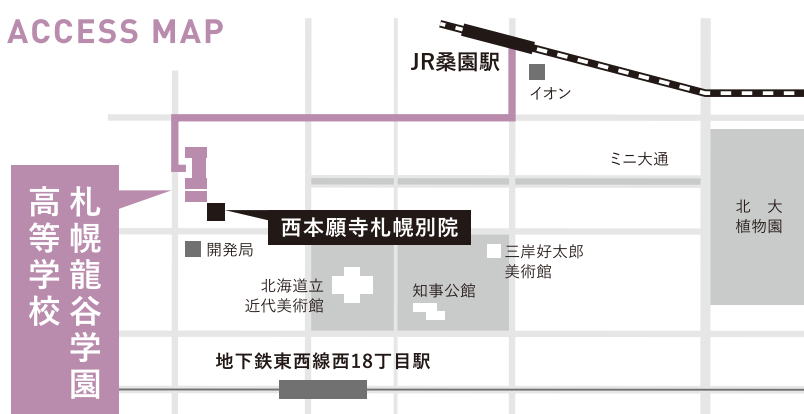 ACCESS MAP
JR桑園駅
イオン
ミニ大通
札幌龍谷学園
高等学校
西本願寺札幌別院
北 大
植物園
開発局
三岸好太郎
美術館
北海道立
近代美術館
知事公館
地下鉄東西線西18丁目駅